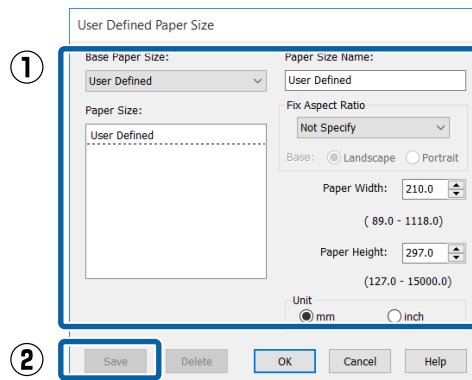 User Defined Paper Size
①
Base Paper Size:
User Defined
Paper Size:
User Defined
Paper Size Name:
User Defined
Fix Aspect Ratio
Not Specify
Base: Landscape Portrait
Paper Width: 210.0
( 89.0 - 1118.0)
Paper Height: 297.0
(127.0 - 15000.0)
Unit
mm inch
②
Save Delete OK Cancel Help